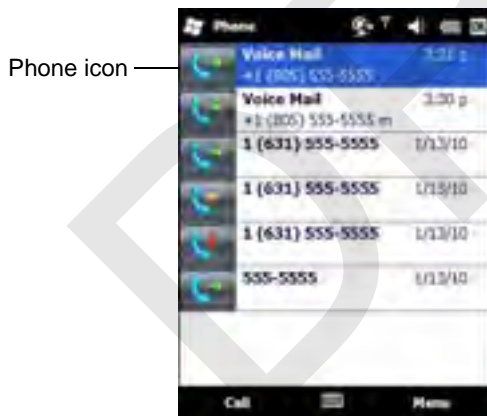 Phone
Phone icon
Voice Mail
+1 (805) 555-5555
Voice Mail 3:30 p
+1 (805) 555-5555 m
1 (631) 555-5555 1/13/10
1 (631) 555-5555 1/13/10
1 (631) 555-5555 1/13/10
555-5555 1/13/10
Call Menu